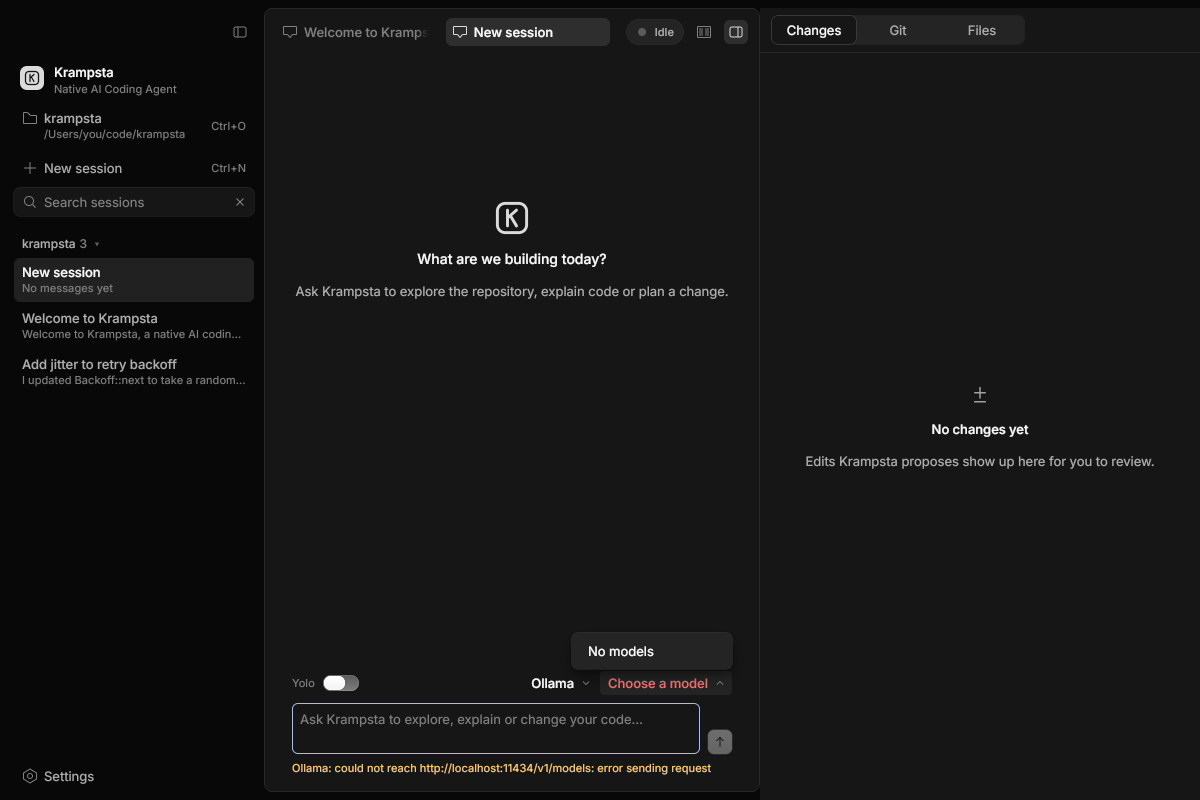 Krampsta
Native AI Coding Agent
krampsta
/Users/you/code/krampsta
Ctrl+O
New session
Ctrl+N
Search sessions
krampsta 3
New session
No messages yet
Welcome to Krampsta
Welcome to Krampsta, a native AI codin...
Add jitter to retry backoff
I updated Backoff::next to take a random...
Settings
Welcome to Kramps
New session
Idle
K
What are we building today?
Ask Krampsta to explore the repository, explain code or plan a change.
No models
Yolo
Ollama
Choose a model
Ask Krampsta to explore, explain or change your code...
Ollama: could not reach http://localhost:11434/v1/models: error sending request
Changes
Git
Files
No changes yet
Edits Krampsta proposes show up here for you to review.